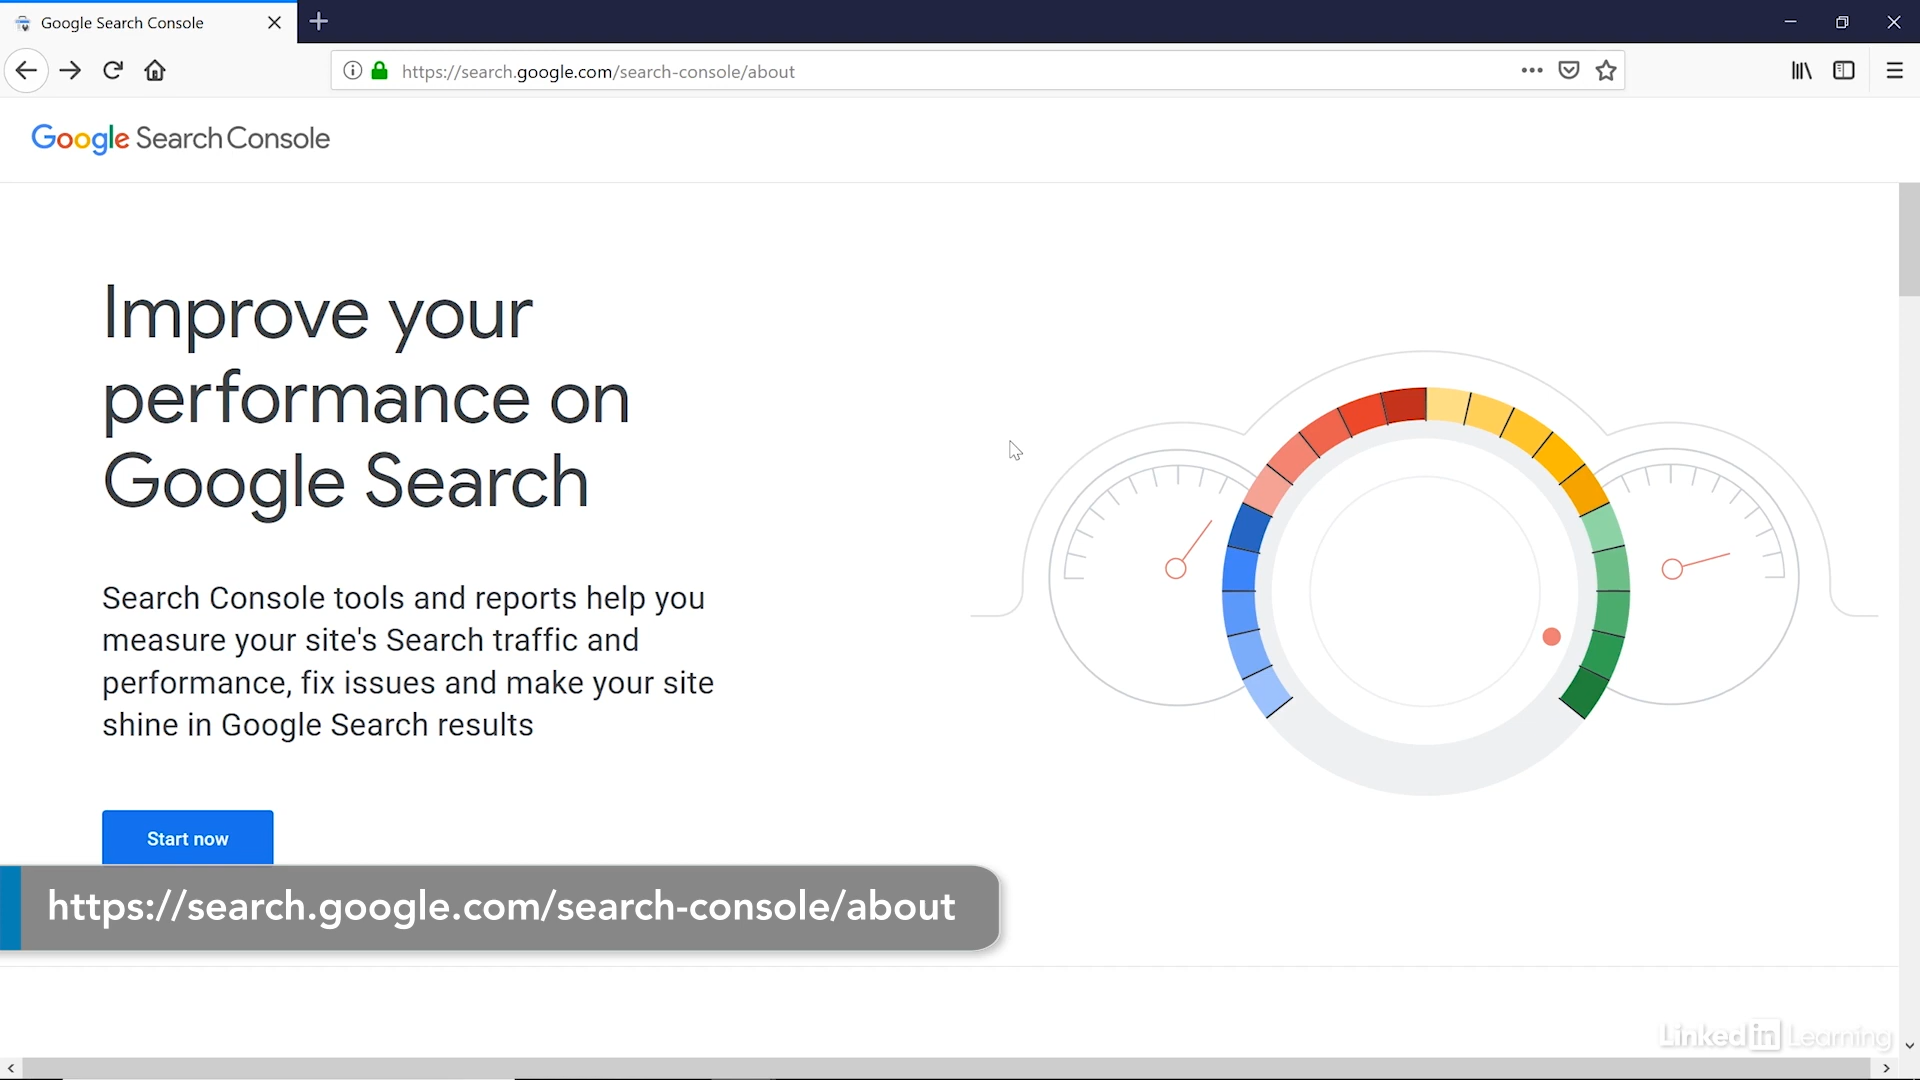 Google Search Console
https://search.google.com/search-console/about
Google Search Console
Improve your
performance on
Google Search
Search Console tools and reports help you
measure your site's Search traffic and
performance, fix issues and make your site
shine in Google Search results
Start now
https://search.google.com/search-console/about
Linked in Learning